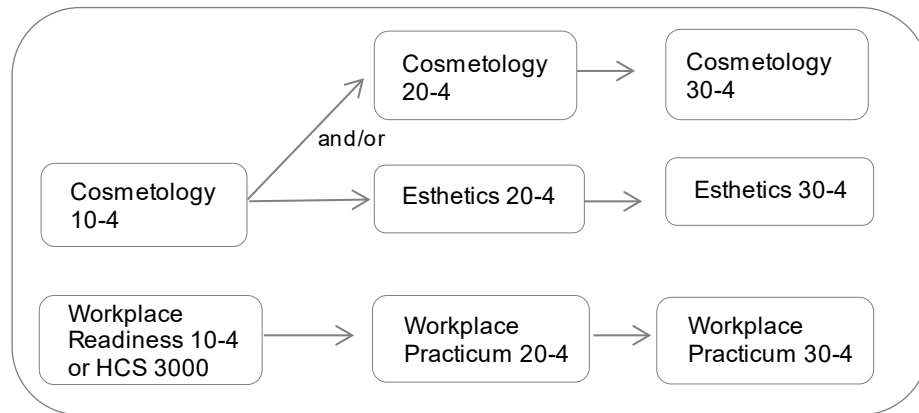 Cosmetology
20-4
Cosmetology
30-4
and/or
Cosmetology
10-4
Esthetics 20-4
Esthetics 30-4
Workplace
Readiness 10-4
or HCS 3000
Workplace
Practicum 20-4
Workplace
Practicum 30-4